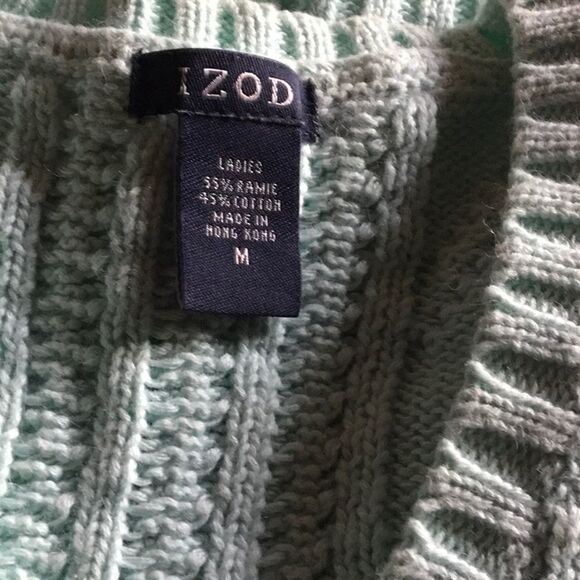 IZOD
LADIES
55% RAMIE
45% COTTON
MADE IN
HONG KONG
M